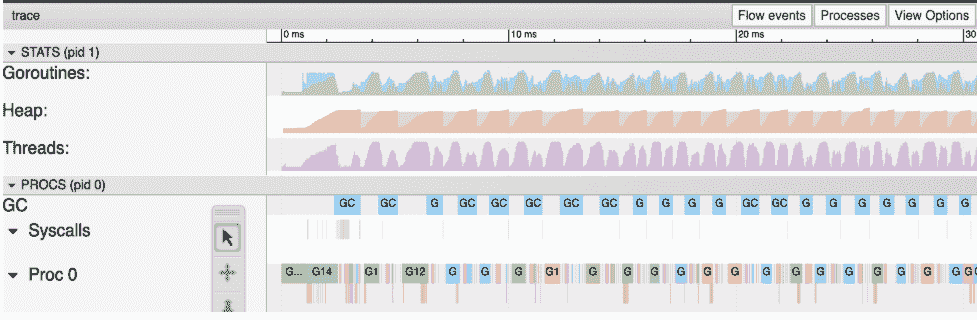 trace Flow events Processes View Options
0 ms 10 ms 20 ms 30
STATS (pid 1)
Goroutines:
Heap:
Threads:
PROCS (pid 0)
GC GC GC G GC GC GC GC GC G G G G GC GC G G G G G G G
Syscalls
Proc 0 G... G14 G1 G12 G G G G1 G G G G G G G G G G G G G G